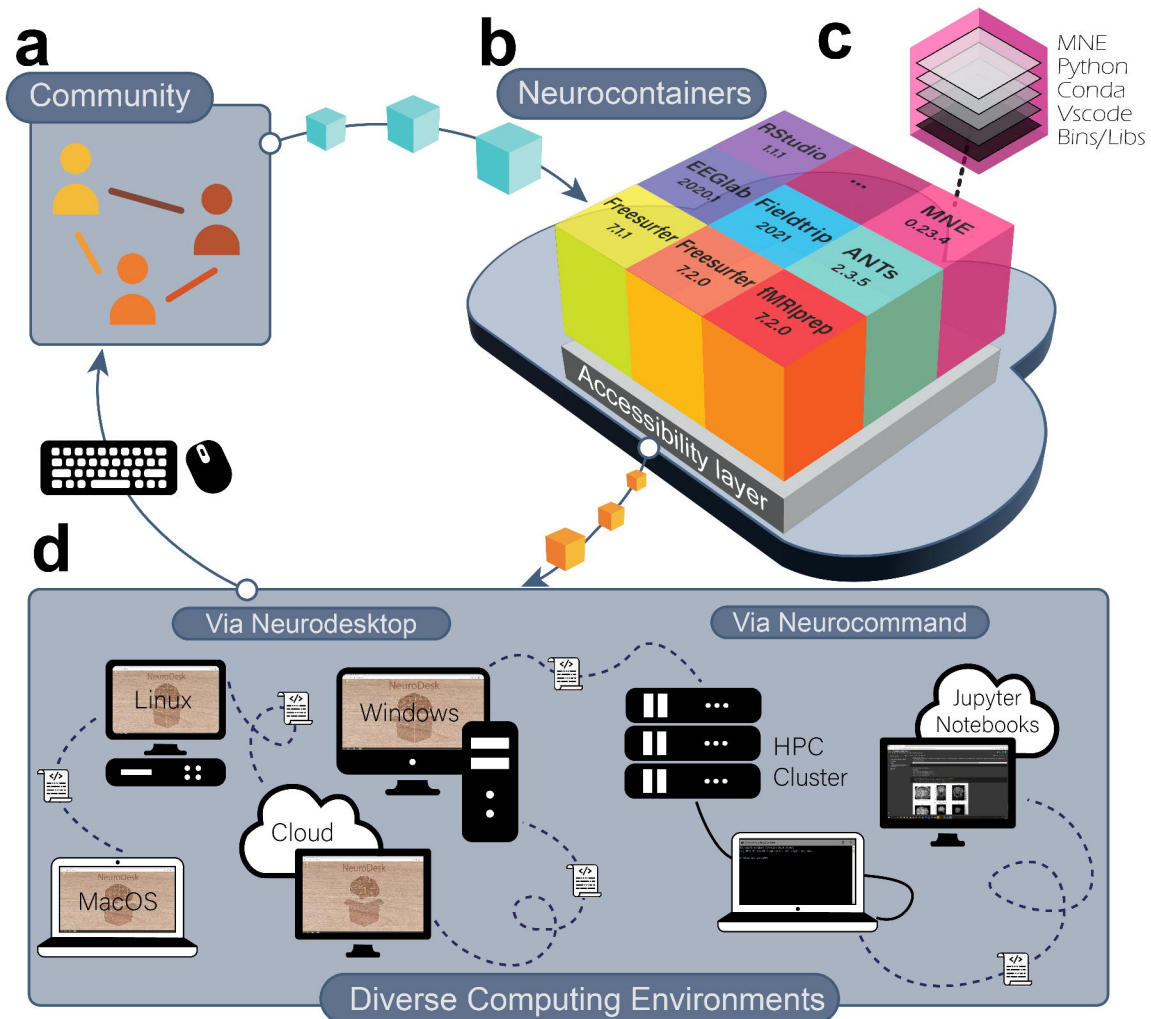 a
Community
b
Neurocontainers
c
MNE
Python
Conda
Vscode
Bins/Libs
RStudio
1.1.1
...
MNE
0.23.4
EEGlab
2020.1
Fieldtrip
2021
ANTs
2.3.5
Freesurfer
7.1.1
Freesurfer
7.2.0
fMRIprep
7.2.0
Accessibility layer
d
Via Neurodesktop
Via Neurocommand
NeuroDesk
Linux
</>
NeuroDesk
Windows
</>
HPC
Cluster
Jupyter
Notebooks
</>
Cloud
NeuroDesk
</>
NeuroDesk
MacOS
</>
Diverse Computing Environments